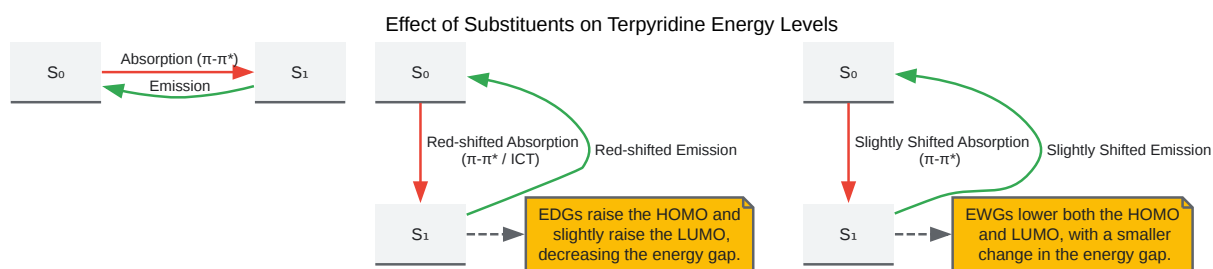 Effect of Substituents on Terpyridine Energy Levels
S₀
Absorption (π-π*)
Emission
S₁
S₀
Red-shifted Absorption
(π-π* / ICT)
Red-shifted Emission
S₁
EDGs raise the HOMO and
slightly raise the LUMO,
decreasing the energy gap.
S₀
Slightly Shifted Absorption
(π-π*)
Slightly Shifted Emission
S₁
EWGs lower both the HOMO
and LUMO, with a smaller
change in the energy gap.